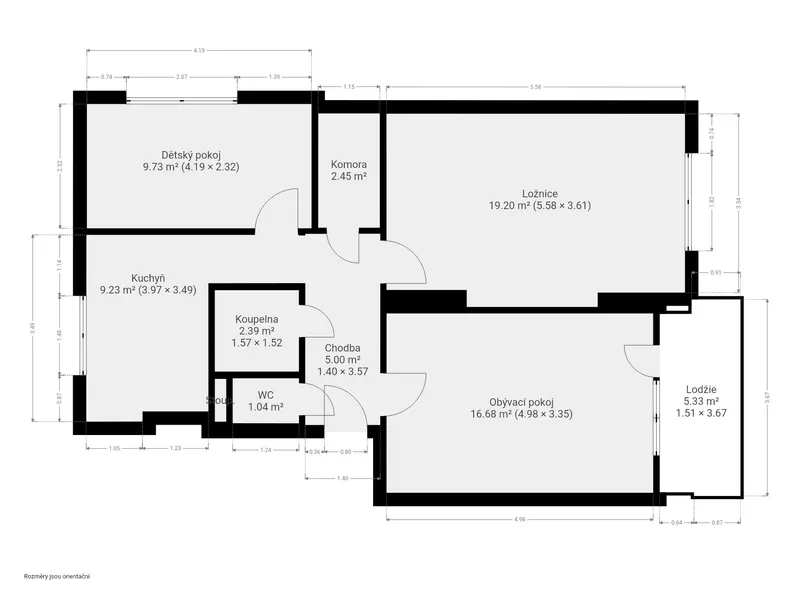 4.19
0.74
2.07
1.39
1.15
5.58
Dětský pokoj
9.73 m² (4.19 × 2.32)
2.32
Komora
2.45 m²
Ložnice
19.20 m² (5.58 × 3.61)
0.74
1.82
3.34
0.91
Kuchyň
9.23 m² (3.97 × 3.49)
1.14
1.48
0.87
3.49
Koupelna
2.39 m²
1.57 × 1.52
Chodba
5.00 m²
1.40 × 3.57
WC
1.04 m²
Obývací pokoj
16.68 m² (4.98 × 3.35)
Lodžie
5.33 m²
1.51 × 3.67
3.67
1.05
1.23
1.24
0.36
0.80
1.40
4.98
0.64
0.87
Rozměry jsou orientační